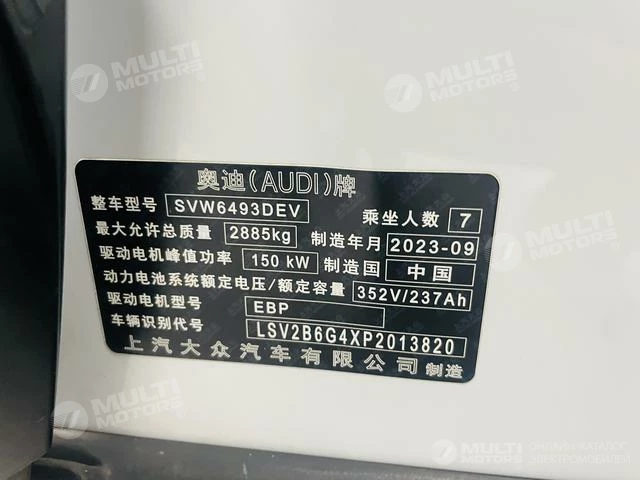 MULTI
MOTORS
MULTI
MOTORS
奥迪(AUDI)牌
整车型号 SVW6493DEV 乘坐人数 7
最大允许总质量 2885kg 制造年月 2023-09
驱动电机峰值功率 150 kW 制造国 中国
动力电池系统额定电压/额定容量 352V/237Ah
驱动电机型号 EBP
车辆识别代号 LSV2B6G4XP2013820
上汽大众汽车有限公司 制造
MULTI
MOTORS
MULTI
MOTORS
ОНЛАЙН-КАТАЛОГ
ЭЛЕКТРОМОБИЛЕЙ